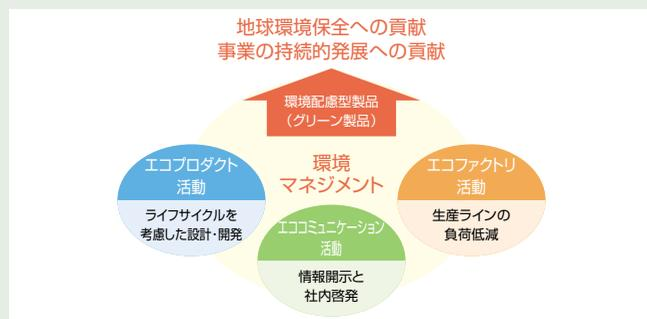 地球環境保全への貢献
事業の持続的発展への貢献
環境配慮型製品
（グリーン製品）
環境
マネジメント
エコプロダクト
活動
ライフサイクルを
考慮した設計・開発
エココミュニケーション
活動
情報開示と
社内啓発
エコファクトリ
活動
生産ラインの
負荷低減